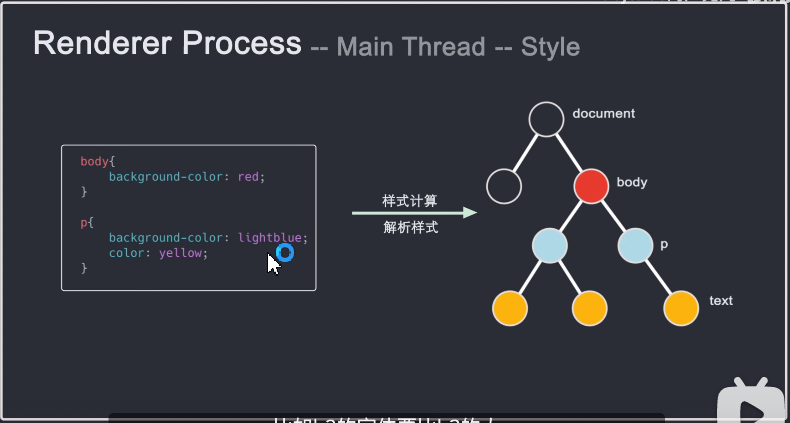 Renderer Process -- Main Thread -- Style
document
body{
background-color: red;
}
p{
background-color: lightblue;
color: yellow;
}
样式计算
解析样式
body
p
text